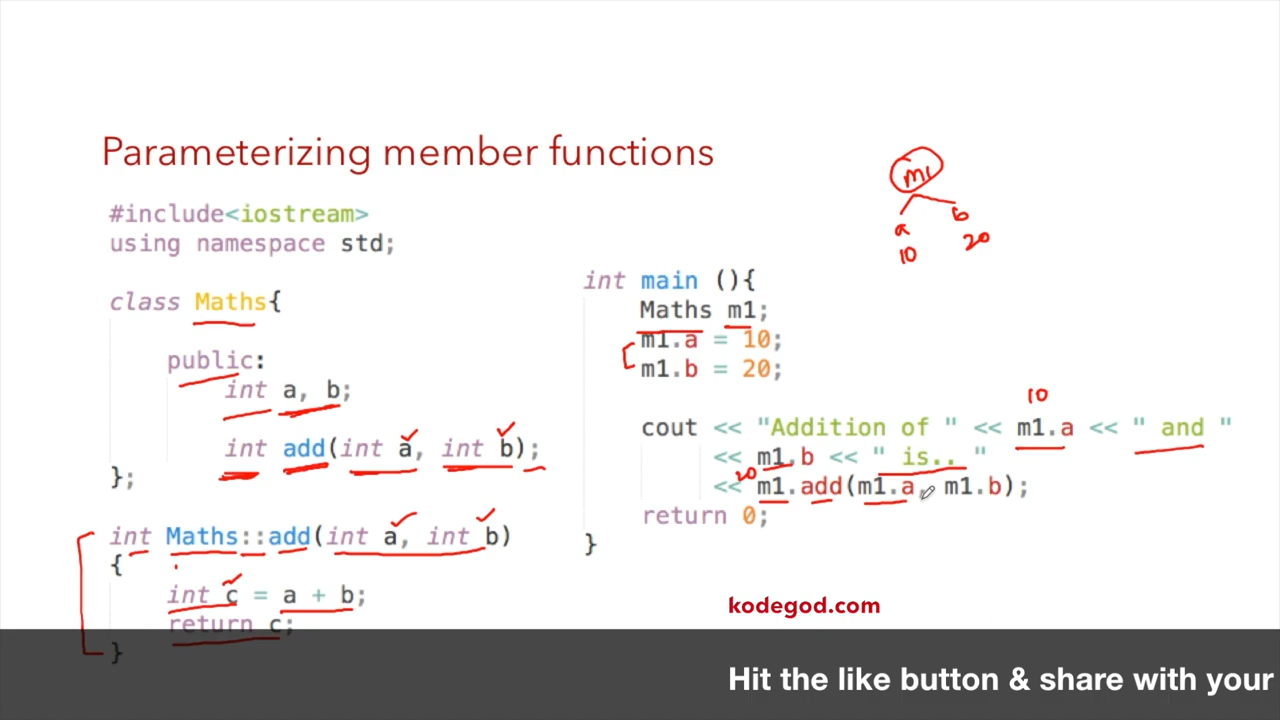 Parameterizing member functions
#include<iostream>
using namespace std;
class Maths{
public:
int a, b;
int add(int a, int b);
};
int Maths::add(int a, int b)
{
int c = a + b;
return c;
}
m1
a
b
10
20
int main (){
Maths m1;
m1.a = 10;
m1.b = 20;
10
cout << "Addition of " << m1.a << " and "
<< m1.b << " is.. "
20
<< m1.add(m1.a, m1.b);
return 0;
}
kodegod.com
Hit the like button & share with your